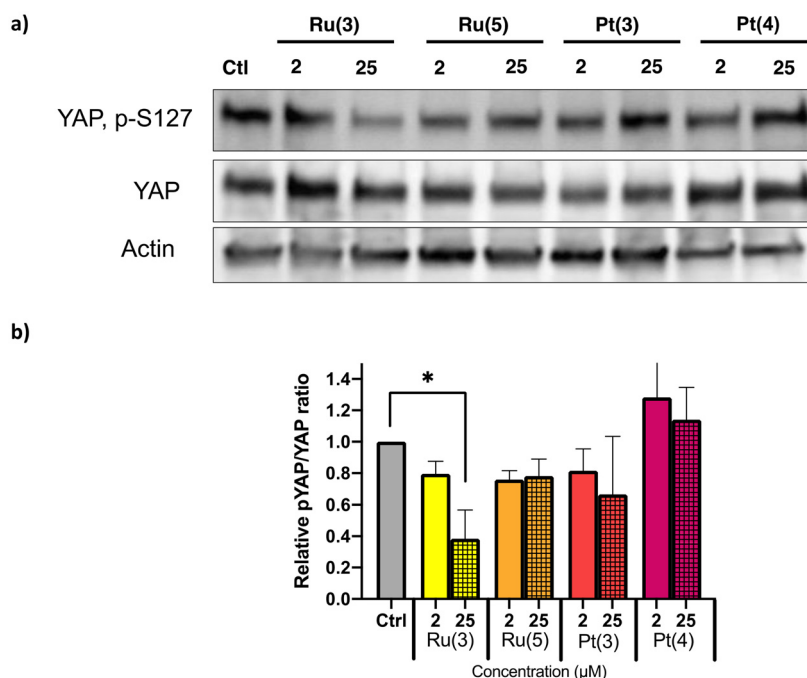 a)
Ru(3) Ru(5) Pt(3) Pt(4)
Ctl 2 25 2 25 2 25 2 25
YAP, p-S127
YAP
Actin
b)
Relative pYAP/YAP ratio
1.4
1.2
1.0
0.8
0.6
0.4
0.2
0.0
*
Ctrl 2 25 2 25 2 25 2 25
Ru(3) Ru(5) Pt(3) Pt(4)
Concentration (µM)